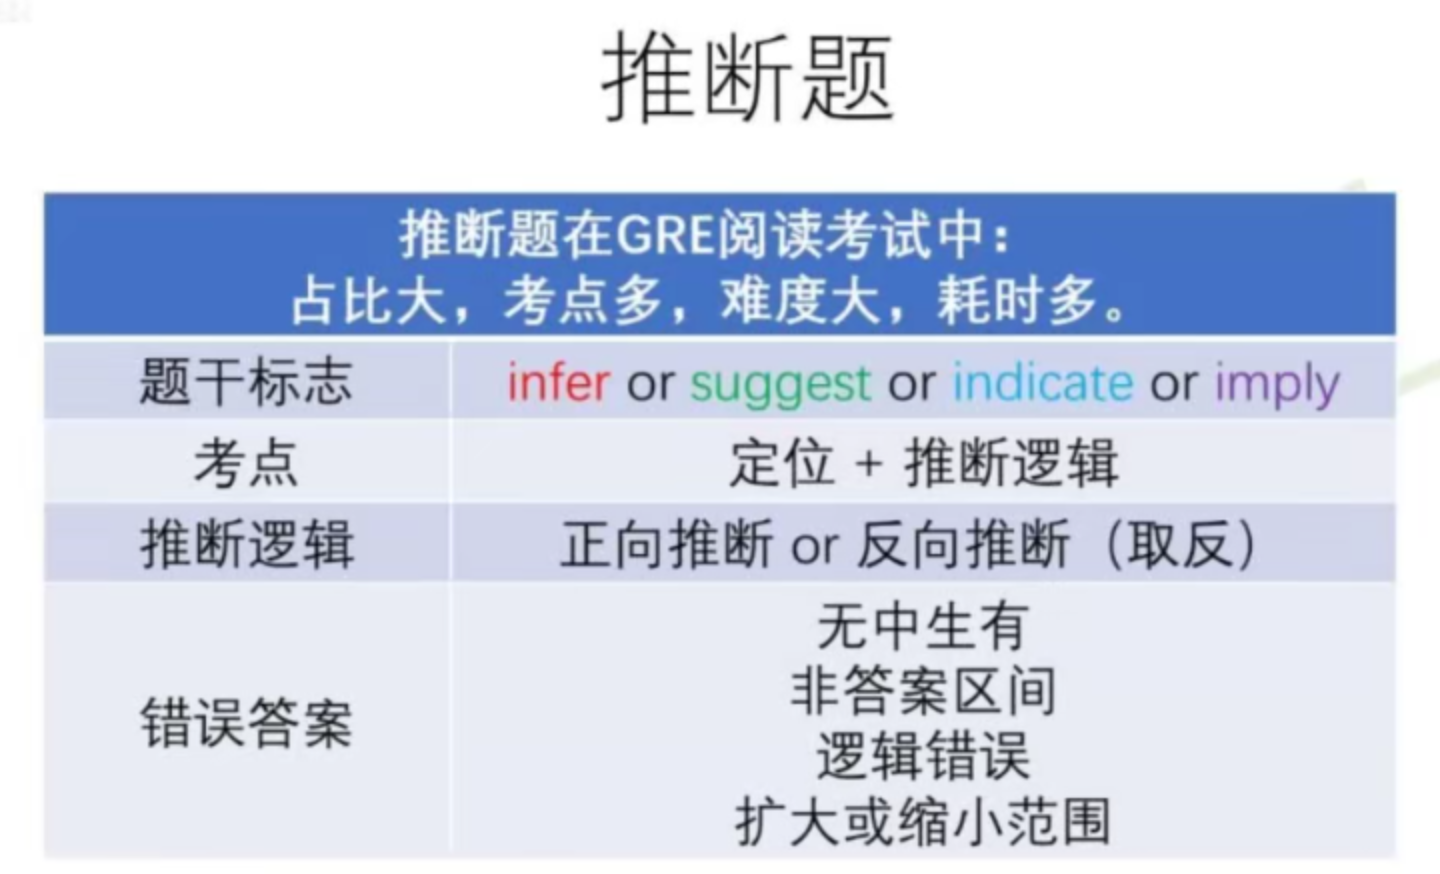 推断题
推断题在GRE阅读考试中：
占比大，考点多，难度大，耗时多。
题干标志 infer or suggest or indicate or imply
考点 定位 + 推断逻辑
推断逻辑 正向推断 or 反向推断（取反）
错误答案
无中生有
非答案区间
逻辑错误
扩大或缩小范围